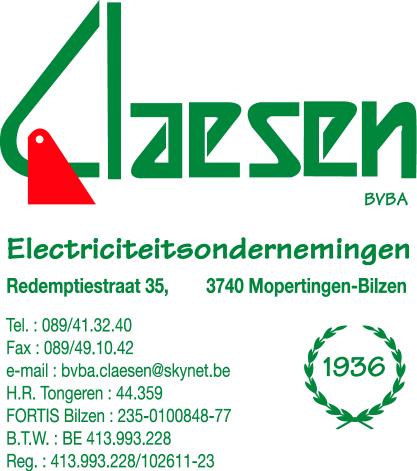 Claesen
BVBA
Electriciteitsondernemingen
Redemptiestraat 35, 3740 Mopertingen-Bilzen
Tel. : 089/41.32.40
Fax : 089/49.10,42
e-mail : bvba.claesen@skynet.be
H.R. Tongeren : 44.359
FORTIS Bilzen : 235-0100848-77
B.T.W. : BE 413.993.228
Reg. : 413.993.228/102611-23
1936